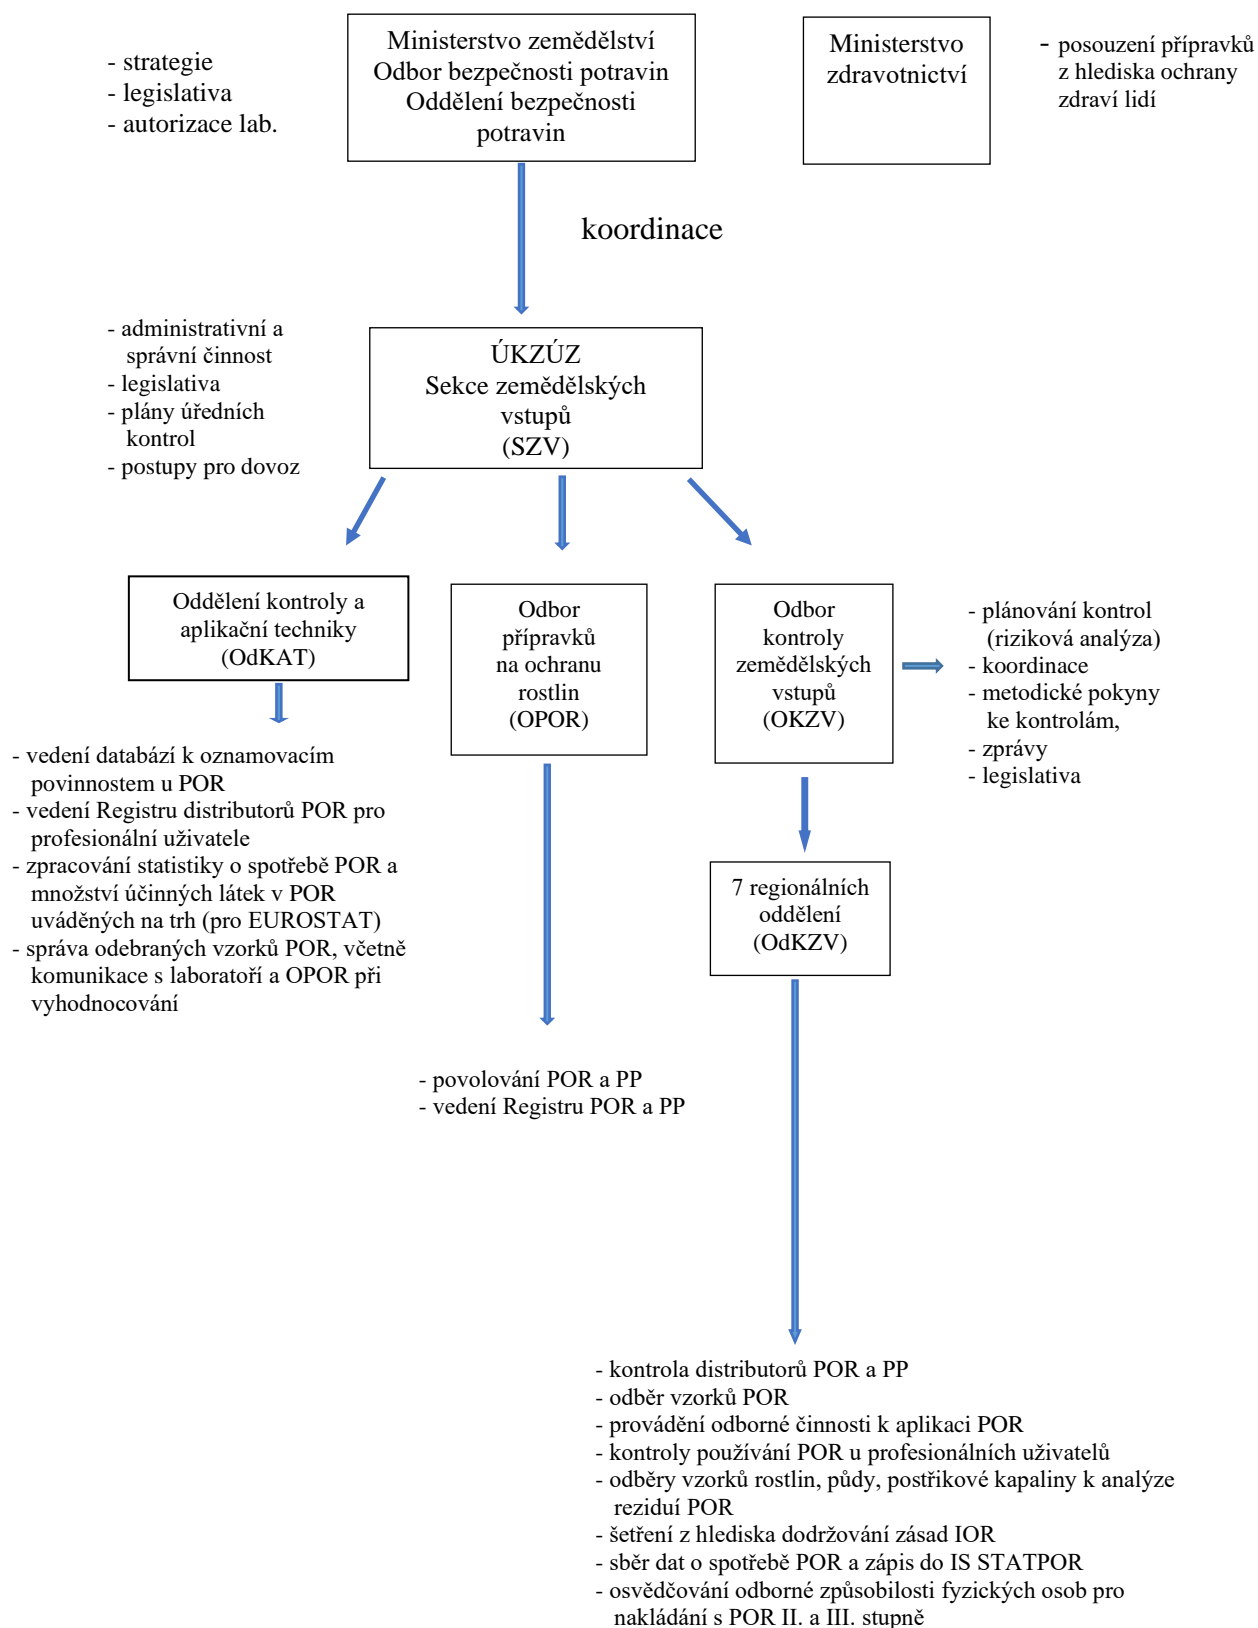 - strategie
- legislativa
- autorizace lab.
Ministerstvo zemědělství
Odbor bezpečnosti potravin
Oddělení bezpečnosti
potravin
Ministerstvo
zdravotnictví
- posouzení přípravků
z hlediska ochrany
zdraví lidí
koordinace
- administrativní a
správní činnost
- legislativa
- plány úředních
kontrol
- postupy pro dovoz
ÚKZÚZ
Sekce zemědělských
vstupů
(SZV)
Oddělení kontroly a
aplikační techniky
(OdKAT)
Odbor
přípravků
na ochranu
rostlin
(OPOR)
Odbor
kontroly
zemědělských
vstupů
(OKZV)
- plánování kontrol
(riziková analýza)
- koordinace
- metodické pokyny
ke kontrolám,
- zprávy
- legislativa
- vedení databází k oznamovacím
povinnostem u POR
- vedení Registru distributorů POR pro
profesionální uživatele
- zpracování statistiky o spotřebě POR a
množství účinných látek v POR
uváděných na trh (pro EUROSTAT)
- správa odebraných vzorků POR, včetně
komunikace s laboratoří a OPOR při
vyhodnocování
7 regionálních
oddělení
(OdKZV)
- povolování POR a PP
- vedení Registru POR a PP
- kontrola distributorů POR a PP
- odběr vzorků POR
- provádění odborné činnosti k aplikaci POR
- kontroly používání POR u profesionálních uživatelů
- odběry vzorků rostlin, půdy, postřikové kapaliny k analýze
reziduí POR
- šetření z hlediska dodržování zásad IOR
- sběr dat o spotřebě POR a zápis do IS STATPOR
- osvědčování odborné způsobilosti fyzických osob pro
nakládání s POR II. a III. stupně